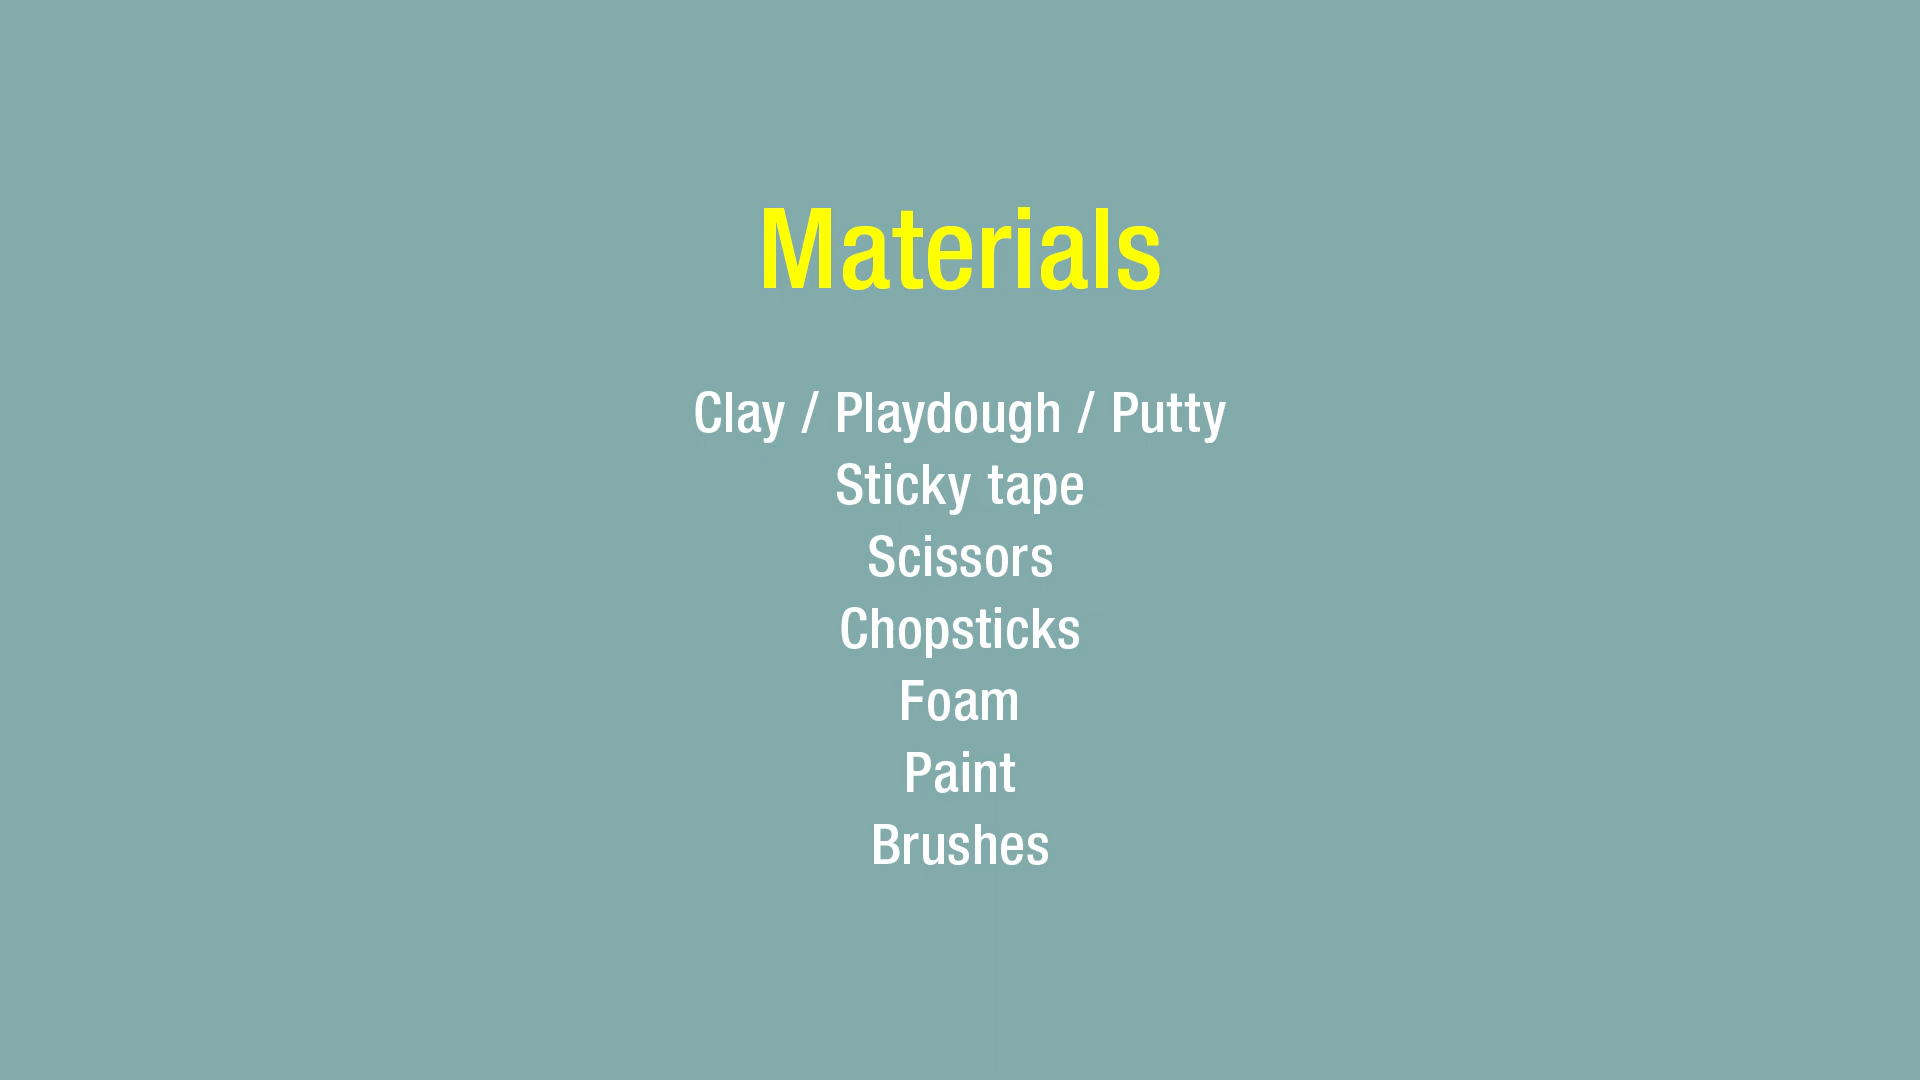 Materials
Clay / Playdough / Putty
Sticky tape
Scissors
Chopsticks
Foam
Paint
Brushes